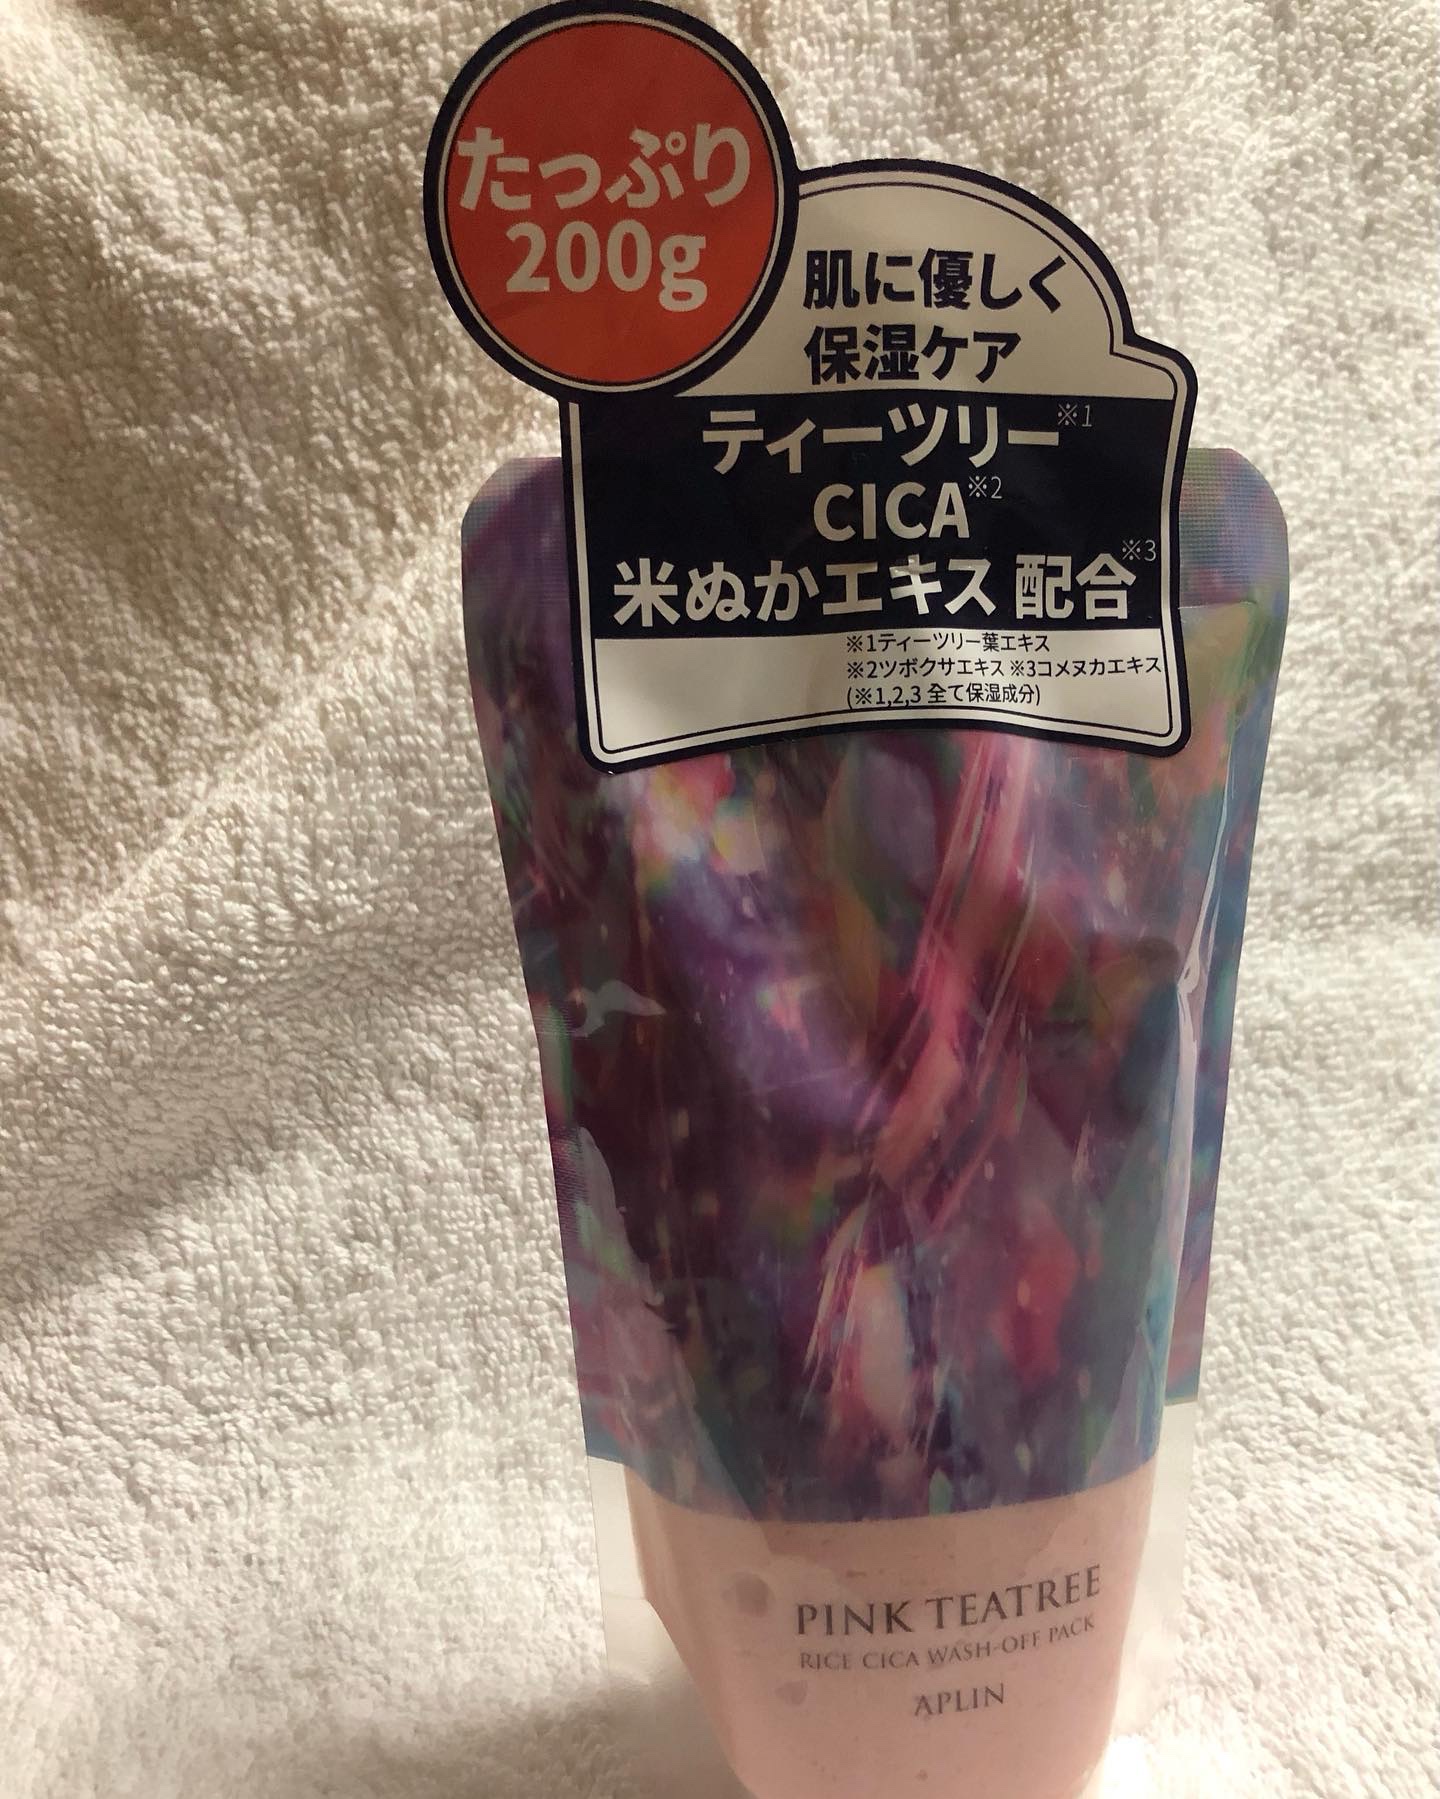 たっぷり
200g
肌に優しく
保湿ケア
ティーツリー※1
CICA※2
米ぬかエキス 配合※3
※1ティーツリー葉エキス
※2ツボクサエキス ※3コメヌカエキス
(※1,2,3 全て保湿成分)
PINK TEATREE
RICE CICA WASH-OFF PACK
APLIN